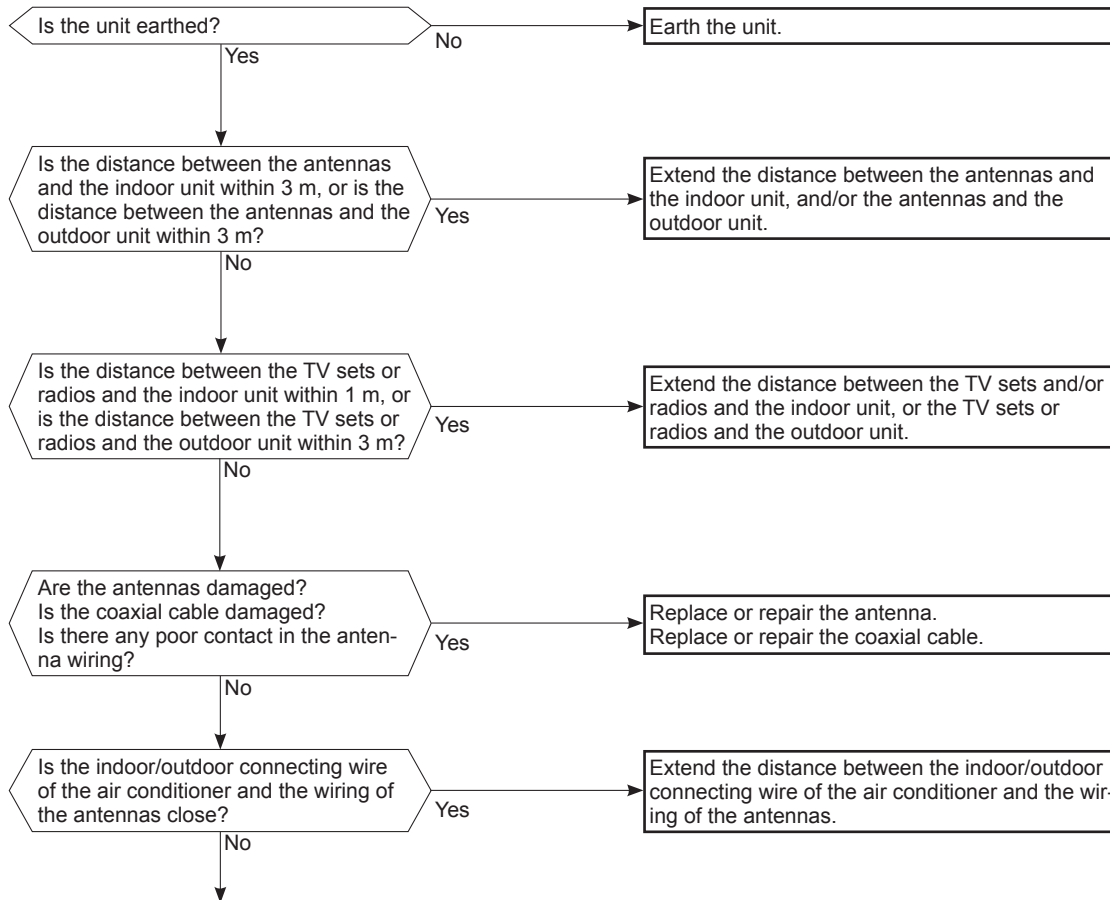 Is the unit earthed?
No
Earth the unit.
Yes
Is the distance between the antennas
and the indoor unit within 3 m, or is the
distance between the antennas and the
outdoor unit within 3 m?
Yes
Extend the distance between the antennas and
the indoor unit, and/or the antennas and the
outdoor unit.
No
Is the distance between the TV sets or
radios and the indoor unit within 1 m, or
is the distance between the TV sets or
radios and the outdoor unit within 3 m?
Yes
Extend the distance between the TV sets and/or
radios and the indoor unit, or the TV sets or
radios and the outdoor unit.
No
Are the antennas damaged?
Is the coaxial cable damaged?
Is there any poor contact in the anten-
na wiring?
Yes
Replace or repair the antenna.
Replace or repair the coaxial cable.
No
Is the indoor/outdoor connecting wire
of the air conditioner and the wiring of
the antennas close?
Yes
Extend the distance between the indoor/outdoor
connecting wire of the air conditioner and the wir-
ing of the antennas.
No